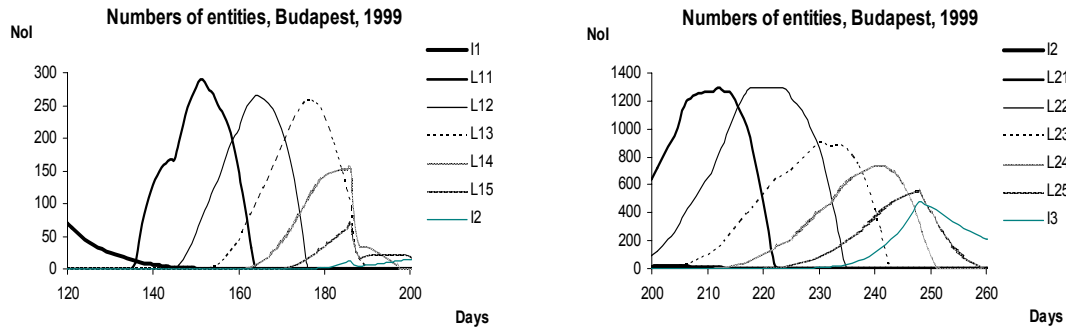 Numbers of entities, Budapest, 1999
NoI
300
250
200
150
100
50
0
120 140 160 180 200
Days
I1
L11
L12
L13
L14
L15
I2
Numbers of entities, Budapest, 1999
NoI
1400
1200
1000
800
600
400
200
0
200 210 220 230 240 250 260
Days
I2
L21
L22
L23
L24
L25
I3